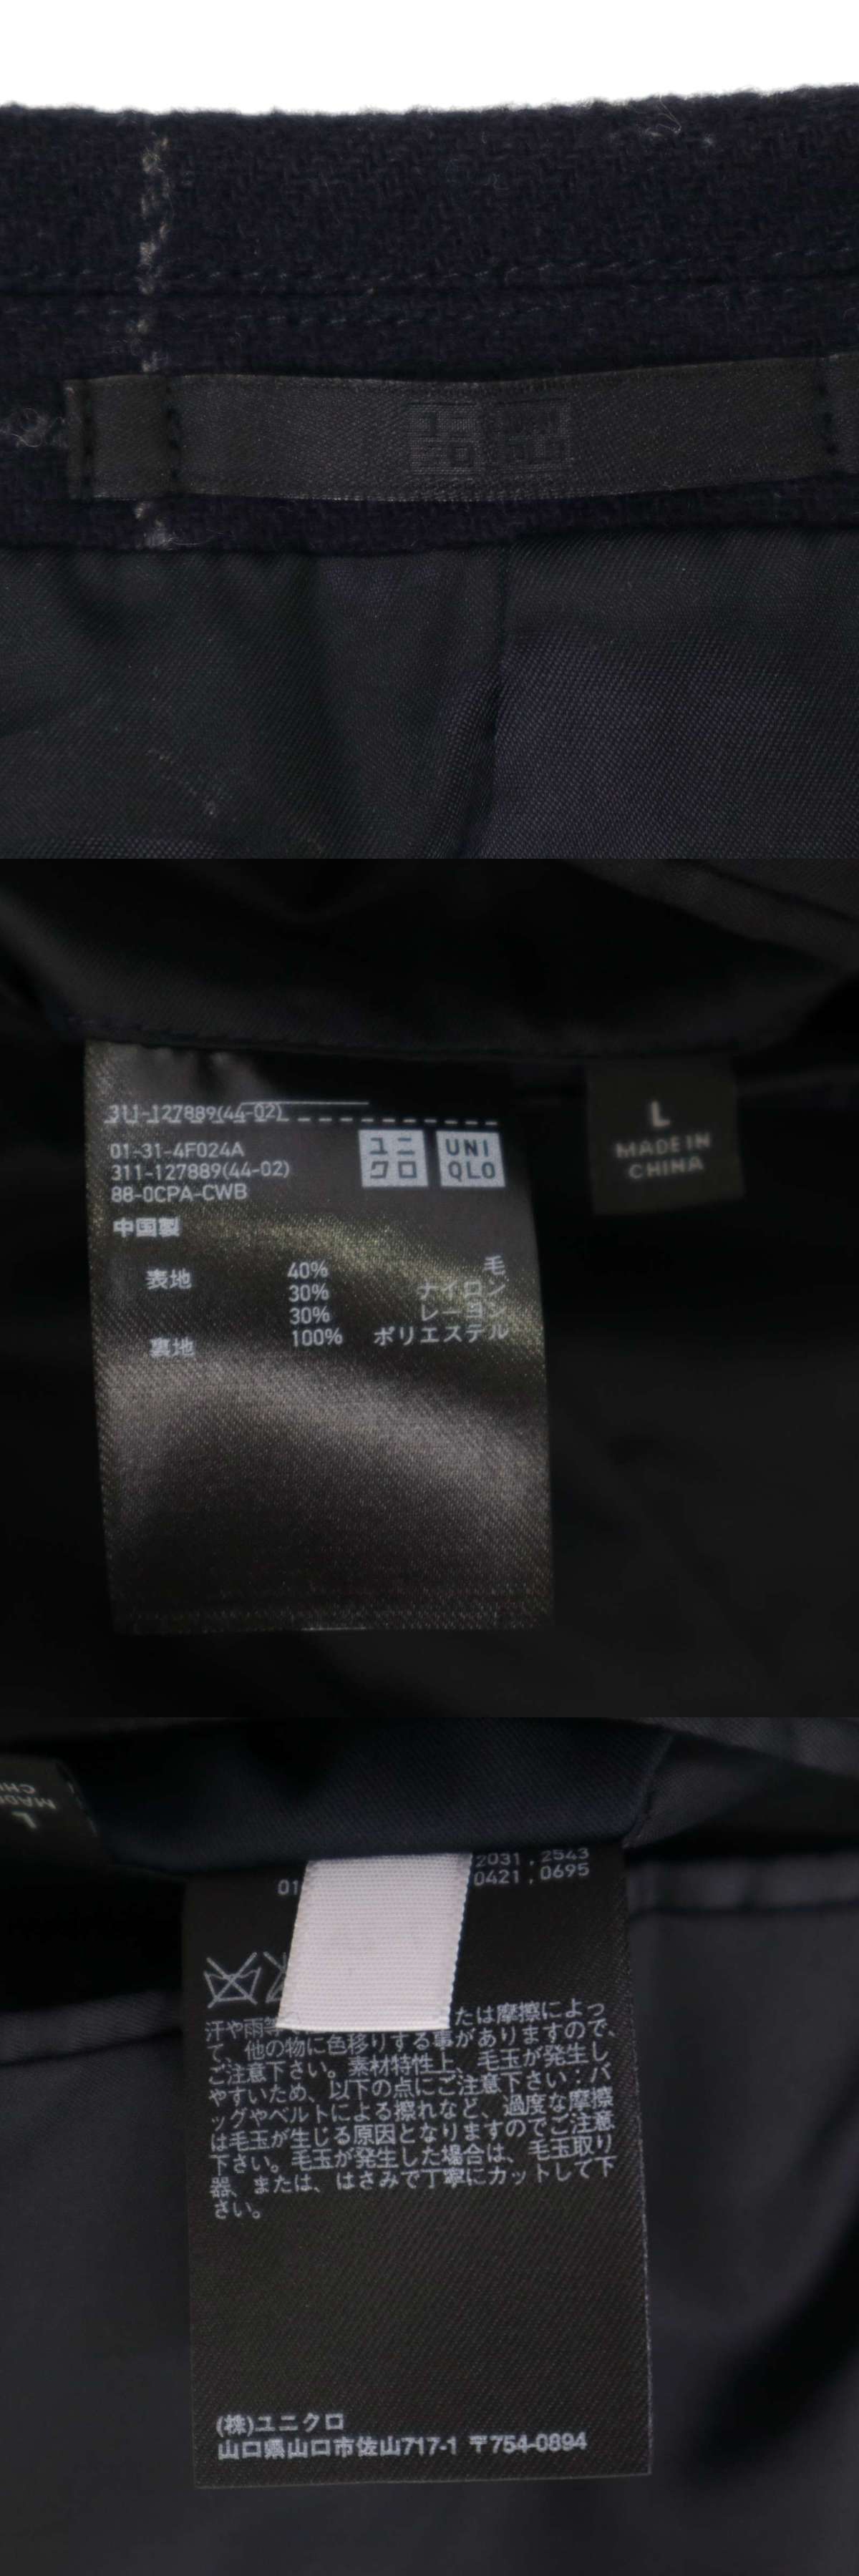 ユニ
クロ
UNI
QLO
311-127889(44-02)
01-31-4F024A
311-127889(44-02)
88-0CPA-CWB
ユニ
クロ
UNI
QLO
中国製
表地 40% 毛
30% ナイロン
30% レーヨン
裏地 100% ポリエステル
L
MADE IN
CHINA
L
MADE
CHI
2031 , 2543
01 0421 , 0695
汗や雨等 たは摩擦によっ
て、他の物に色移りする事がありますので、
ご注意下さい。素材特性上、毛玉が発生し
やすいため、以下の点にご注意下さい:バ
ッグやベルトによる擦れなど、過度な摩擦
は毛玉が生じる原因となりますのでご注意
下さい。毛玉が発生した場合は、毛玉取り
器、または、はさみで丁寧にカットして下
さい。
(株)ユニクロ
山口県山口市佐山717-1 〒754-0894